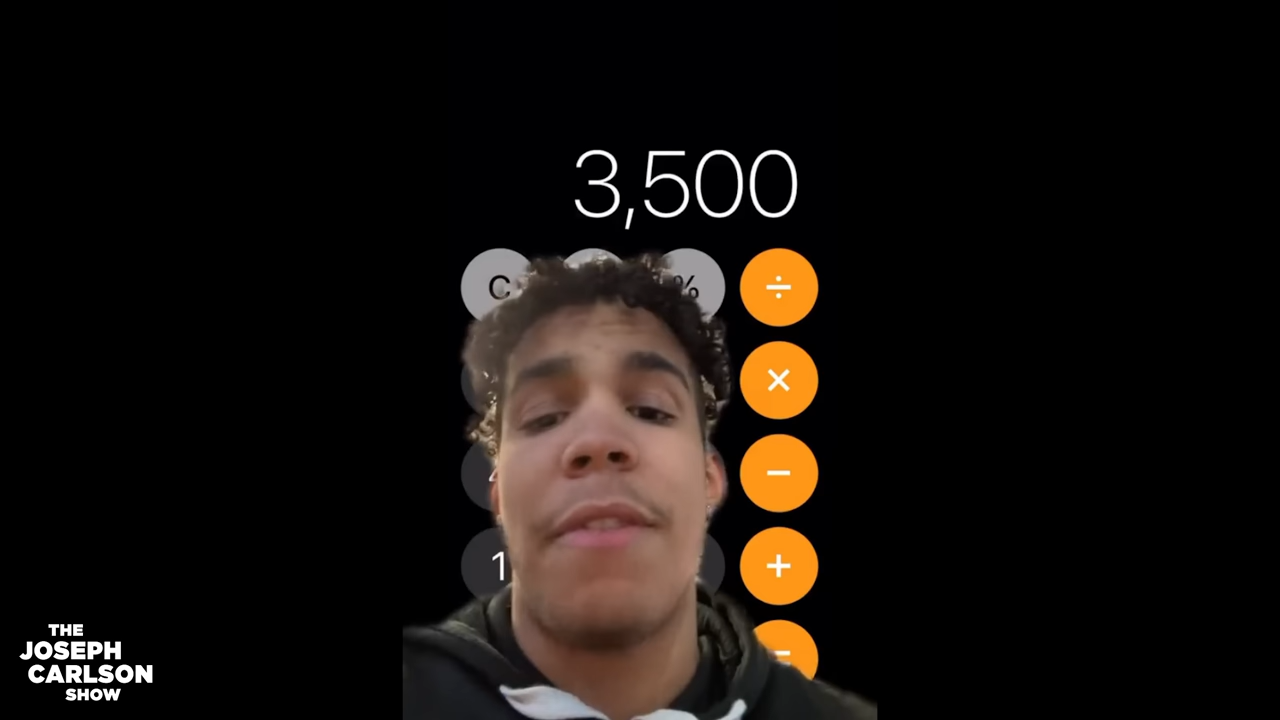 3,500
C
%
÷
×
−
+
1
=
THE
JOSEPH
CARLSON
SHOW